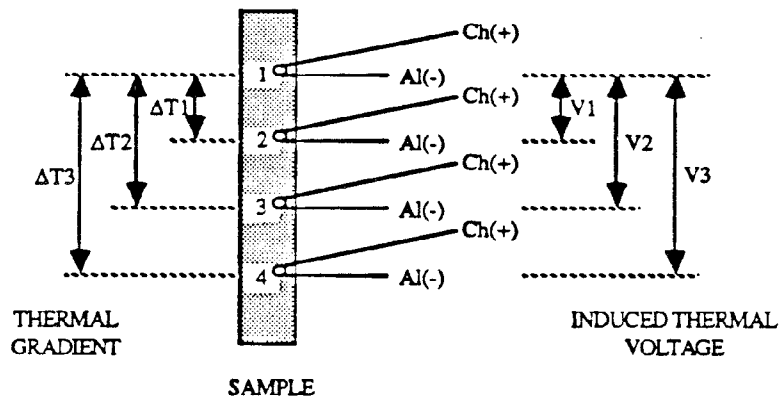 Ch(+)
1
Al(-)
ΔT1
V1
Ch(+)
2
Al(-)
ΔT2
V2
Ch(+)
ΔT3
V3
3
Al(-)
Ch(+)
4
Al(-)
THERMAL
GRADIENT
INDUCED THERMAL
VOLTAGE
SAMPLE